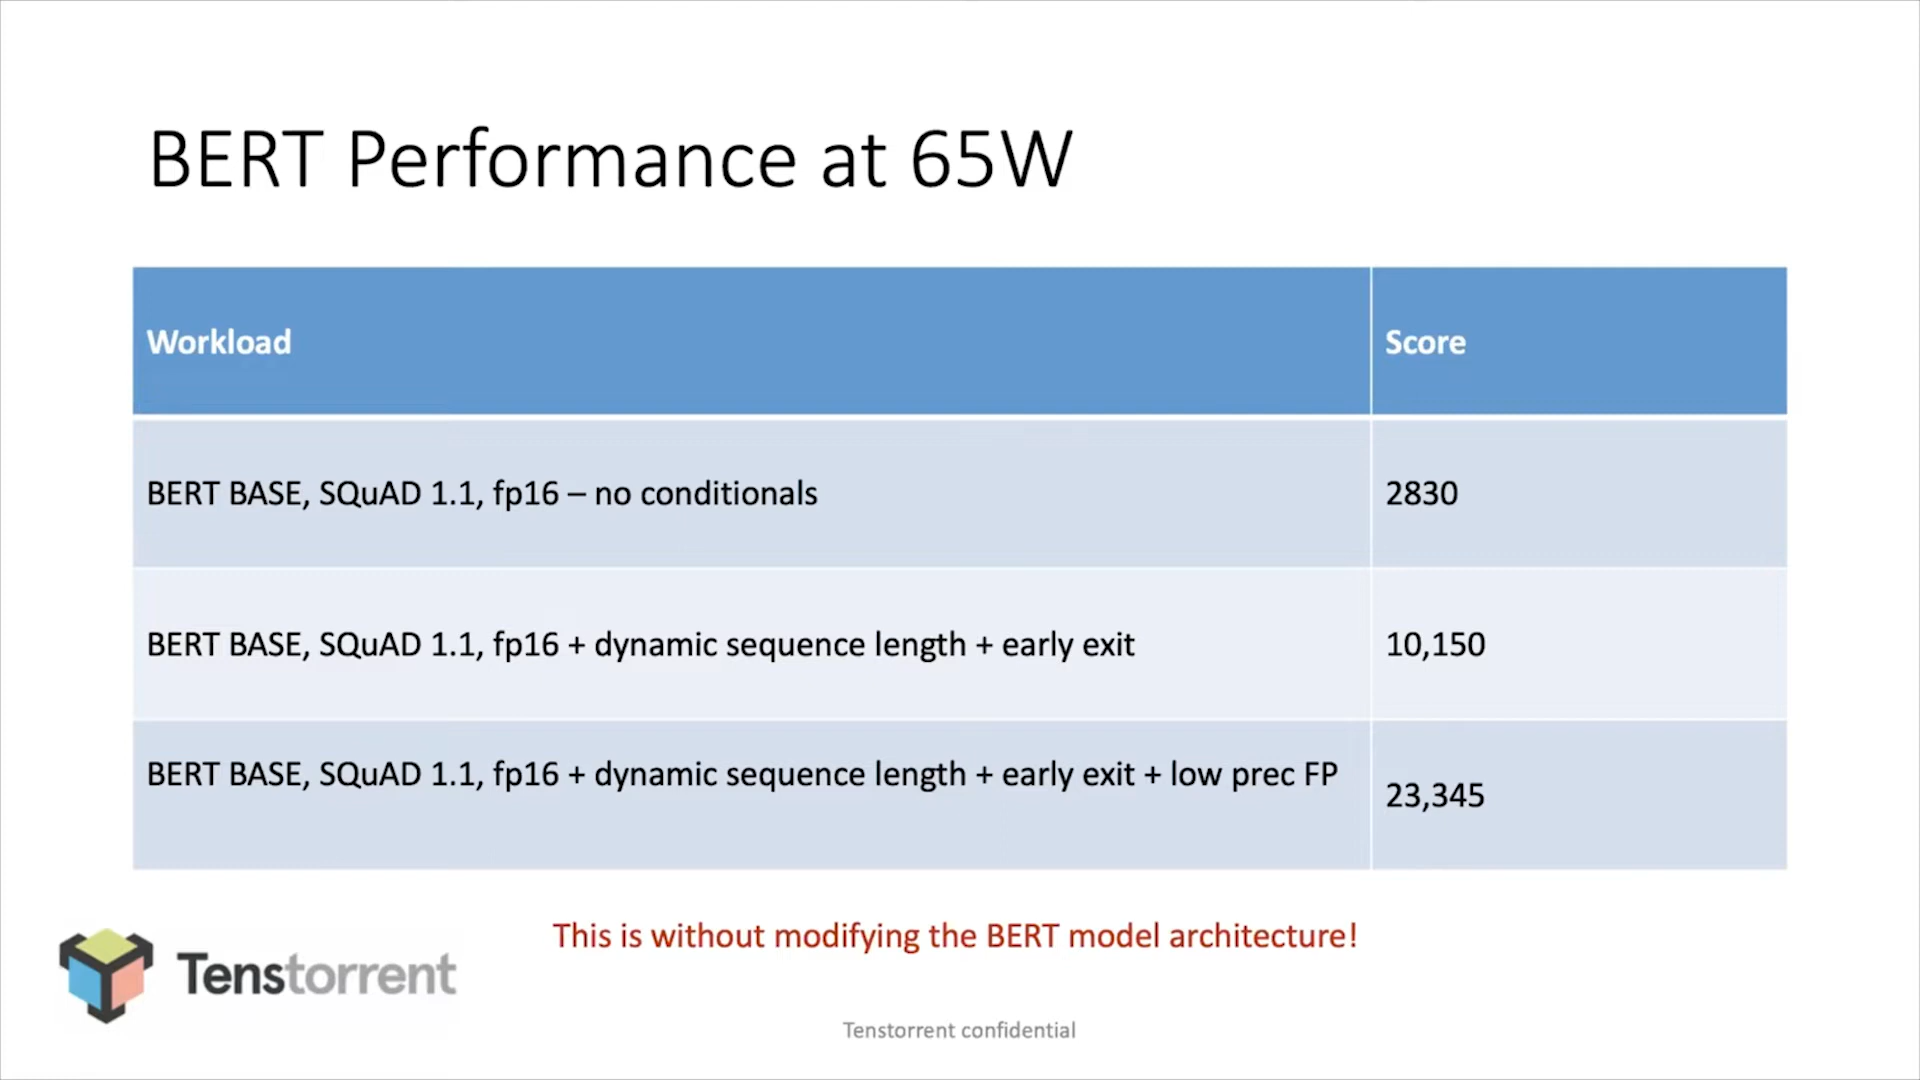 BERT Performance at 65W
Workload
Score
BERT BASE, SQuAD 1.1, fp16 – no conditionals
2830
BERT BASE, SQuAD 1.1, fp16 + dynamic sequence length + early exit
10,150
BERT BASE, SQuAD 1.1, fp16 + dynamic sequence length + early exit + low prec FP
23,345
This is without modifying the BERT model architecture!
Tenstorrent
Tenstorrent confidential